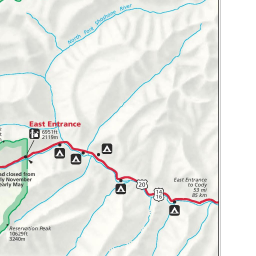 North Fork Shoshone River
East Entrance
6951ft
2119m
ad closed from
ly November
early May
20
14
16
East Entrance
to Cody
53 mi
85 km
Reservation Peak
10629ft
3240m